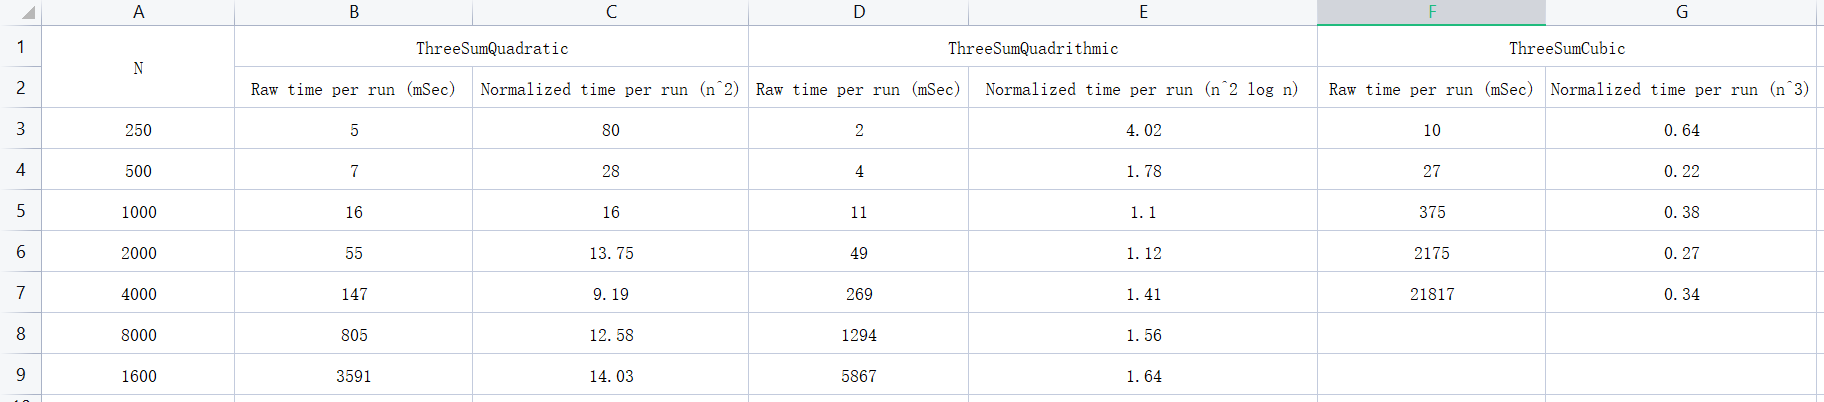 A B C D E F G
1 ThreeSumQuadratic ThreeSumQuadrithmic ThreeSumCubic
N
2 Raw time per run (mSec) Normalized time per run (n^2) Raw time per run (mSec) Normalized time per run (n^2 log n) Raw time per run (mSec) Normalized time per run (n^3)
3 250 5 80 2 4.02 10 0.64
4 500 7 28 4 1.78 27 0.22
5 1000 16 16 11 1.1 375 0.38
6 2000 55 13.75 49 1.12 2175 0.27
7 4000 147 9.19 269 1.41 21817 0.34
8 8000 805 12.58 1294 1.56
9 1600 3591 14.03 5867 1.64